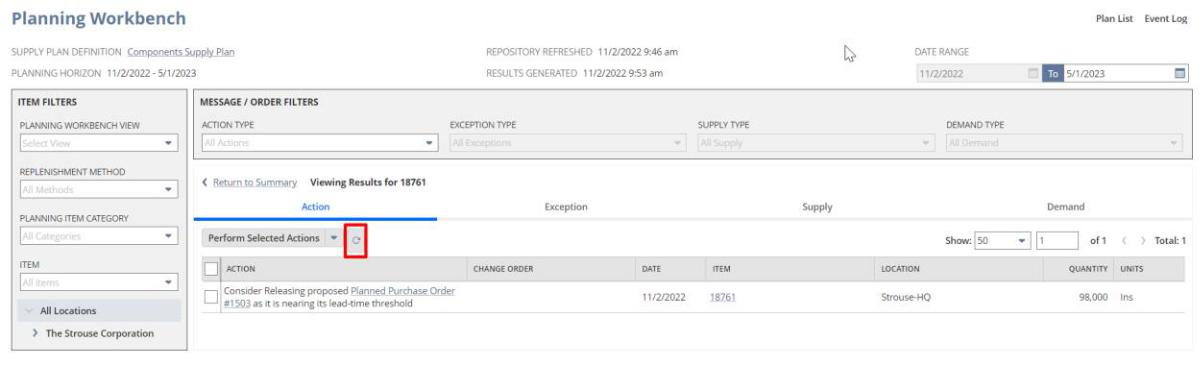 Planning Workbench
Plan List Event Log
SUPPLY PLAN DEFINITION Components Supply Plan
REPOSITORY REFRESHED 11/2/2022 9:46 am
DATE RANGE
PLANNING HORIZON 11/2/2022 - 5/1/2023
RESULTS GENERATED 11/2/2022 9:53 am
11/2/2022 To 5/1/2023
ITEM FILTERS
PLANNING WORKBENCH VIEW
Select View
REPLENISHMENT METHOD
All Methods
PLANNING ITEM CATEGORY
All Categories
ITEM
All items
All Locations
The Strouse Corporation
MESSAGE / ORDER FILTERS
ACTION TYPE EXCEPTION TYPE SUPPLY TYPE DEMAND TYPE
All Actions All Exceptions All Supply All Demand
Return to Summary Viewing Results for 18761
Action Exception Supply Demand
Perform Selected Actions Show: 50 1 of 1 Total: 1
ACTION CHANGE ORDER DATE ITEM LOCATION QUANTITY UNITS
Consider Releasing proposed Planned Purchase Order
#1503 as it is nearing its lead-time threshold
11/2/2022 18761 Strouse-HQ 98,000 Ins